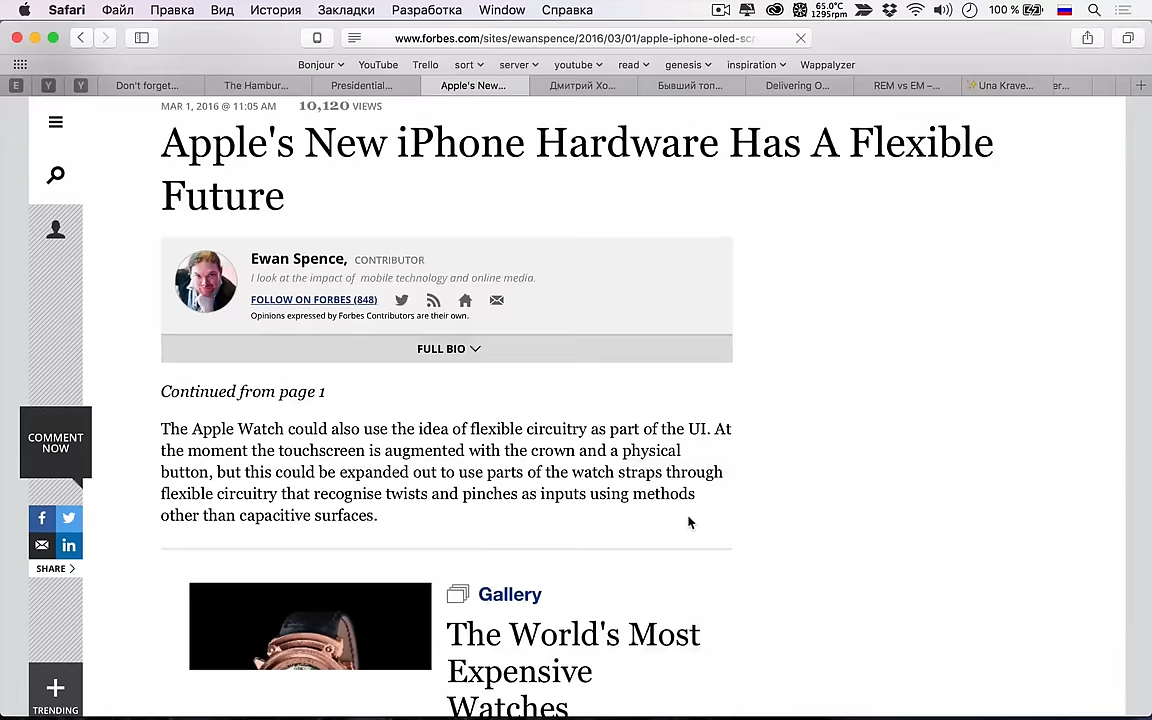 Safari Файл Правка Вид История Закладки Разработка Window Справка 65.0°C 1295rpm 100 %
www.forbes.com/sites/ewanspence/2016/03/01/apple-iphone-oled-scr
Bonjour YouTube Trello sort server youtube read genesis inspiration Wappalyzer
E Y Y Don't forget... The Hambur... Presidential... Apple's New... Дмитрий Хо... Бывший топ... Delivering O... REM vs EM –... Una Krave... er...
MAR 1, 2016 @ 11:05 AM 10,120 VIEWS
Apple's New iPhone Hardware Has A Flexible
Future
Ewan Spence, CONTRIBUTOR
I look at the impact of mobile technology and online media.
FOLLOW ON FORBES (848)
Opinions expressed by Forbes Contributors are their own.
FULL BIO
Continued from page 1
The Apple Watch could also use the idea of flexible circuitry as part of the UI. At
the moment the touchscreen is augmented with the crown and a physical
button, but this could be expanded out to use parts of the watch straps through
flexible circuitry that recognise twists and pinches as inputs using methods
other than capacitive surfaces.
COMMENT
NOW
f in
SHARE
TRENDING
Gallery
The World's Most
Expensive
Watches